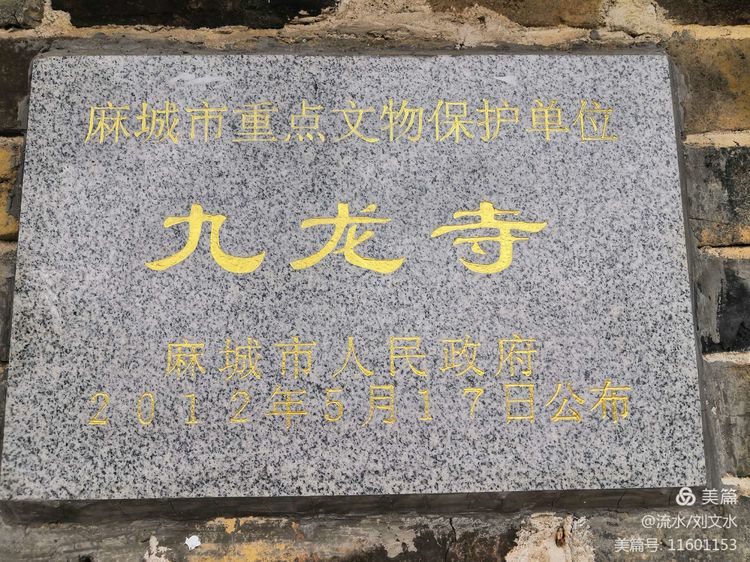 麻城市重点文物保护单位
九龙寺
麻城市人民政府
2012年5月17日公布
美篇
@流水/刘文水
美篇号: 11601153